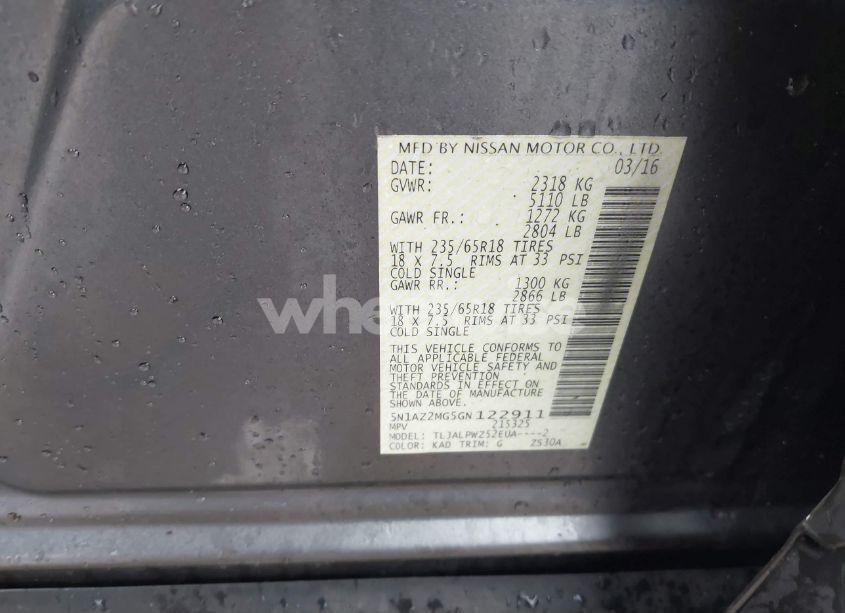 MFD BY NISSAN MOTOR CO., LTD.
DATE: 03/16
GVWR: 2318 KG
5110 LB
GAWR FR.: 1272 KG
2804 LB
WITH 235/65R18 TIRES
18 X 7.5 RIMS AT 33 PSI
COLD SINGLE
GAWR RR.: 1300 KG
2866 LB
WITH 235/65R18 TIRES
18 X 7.5 RIMS AT 33 PSI
COLD SINGLE
THIS VEHICLE CONFORMS TO
ALL APPLICABLE FEDERAL
MOTOR VEHICLE SAFETY AND
THEFT PREVENTION
STANDARDS IN EFFECT ON
THE DATE OF MANUFACTURE
SHOWN ABOVE.
5N1AZ2MG5GN122911
MPV 215325
MODEL: TL3ALPWZ52EUA----2
COLOR: KAD TRIM: G Z530A